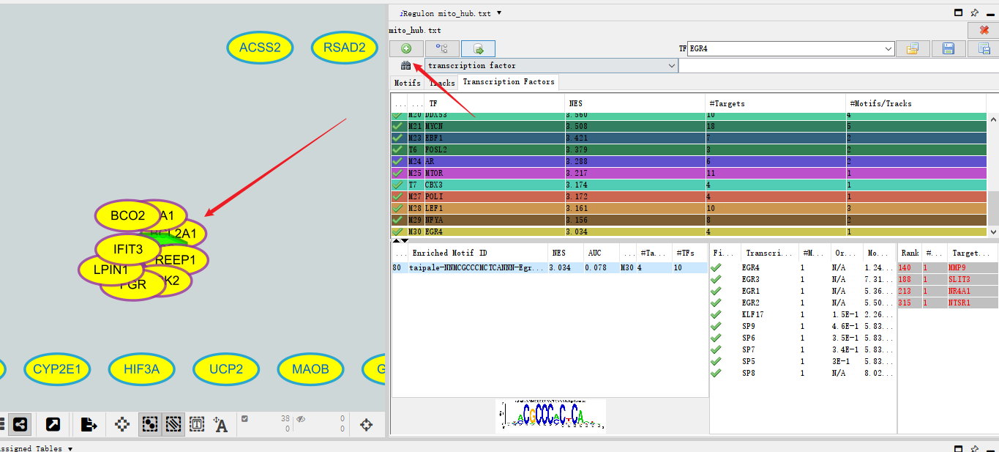 iRegulon mito_hub.txt ▼
mito_hub.txt
ACSS2
RSAD2
TF EGR4
transcription factor
Motifs Tracks Transcription Factors
... ... TF NES #Targets #Motifs/Tracks
M20 DDX53 3.560 10 4
M21 MYCN 3.508 18 5
M23 EBF1 3.421 7 2
T6 FOSL2 3.379 3 2
M24 AR 3.288 6 2
M25 MTOR 3.217 11 1
T7 CBX3 3.174 4 1
M27 POLI 3.172 4 1
M28 LEF1 3.161 10 3
M29 NFYA 3.156 8 2
M30 EGR4 3.034 4 1
BCO2
A1
BCL2A1
IFIT3
REEP1
LPIN1
K2
PGR
... Enriched Motif ID NES AUC ... #Ta... #TFs
80 taipale-NNMCGCCCMCTCANNN-Egr... 3.034 0.078 M30 4 10
Fi... Transcri... #M... Or... Mo...
EGR4 1 N/A 1.24...
EGR3 1 N/A 7.31...
EGR1 1 N/A 5.36...
EGR2 1 N/A 5.50...
KLF17 1 1.5E-1 2.26...
SP9 1 4.6E-1 5.83...
SP6 1 3.5E-1 5.83...
SP7 1 3.4E-1 5.83...
SP5 1 3E-1 5.83...
SP8 1 N/A 8.02...
Rank #... Target...
140 1 MMP9
188 1 SLIT3
213 1 NR4A1
315 1 NTSR1
CYP2E1
HIF3A
UCP2
MAOB
G
38
0
0
0
ssigned Tables ▼